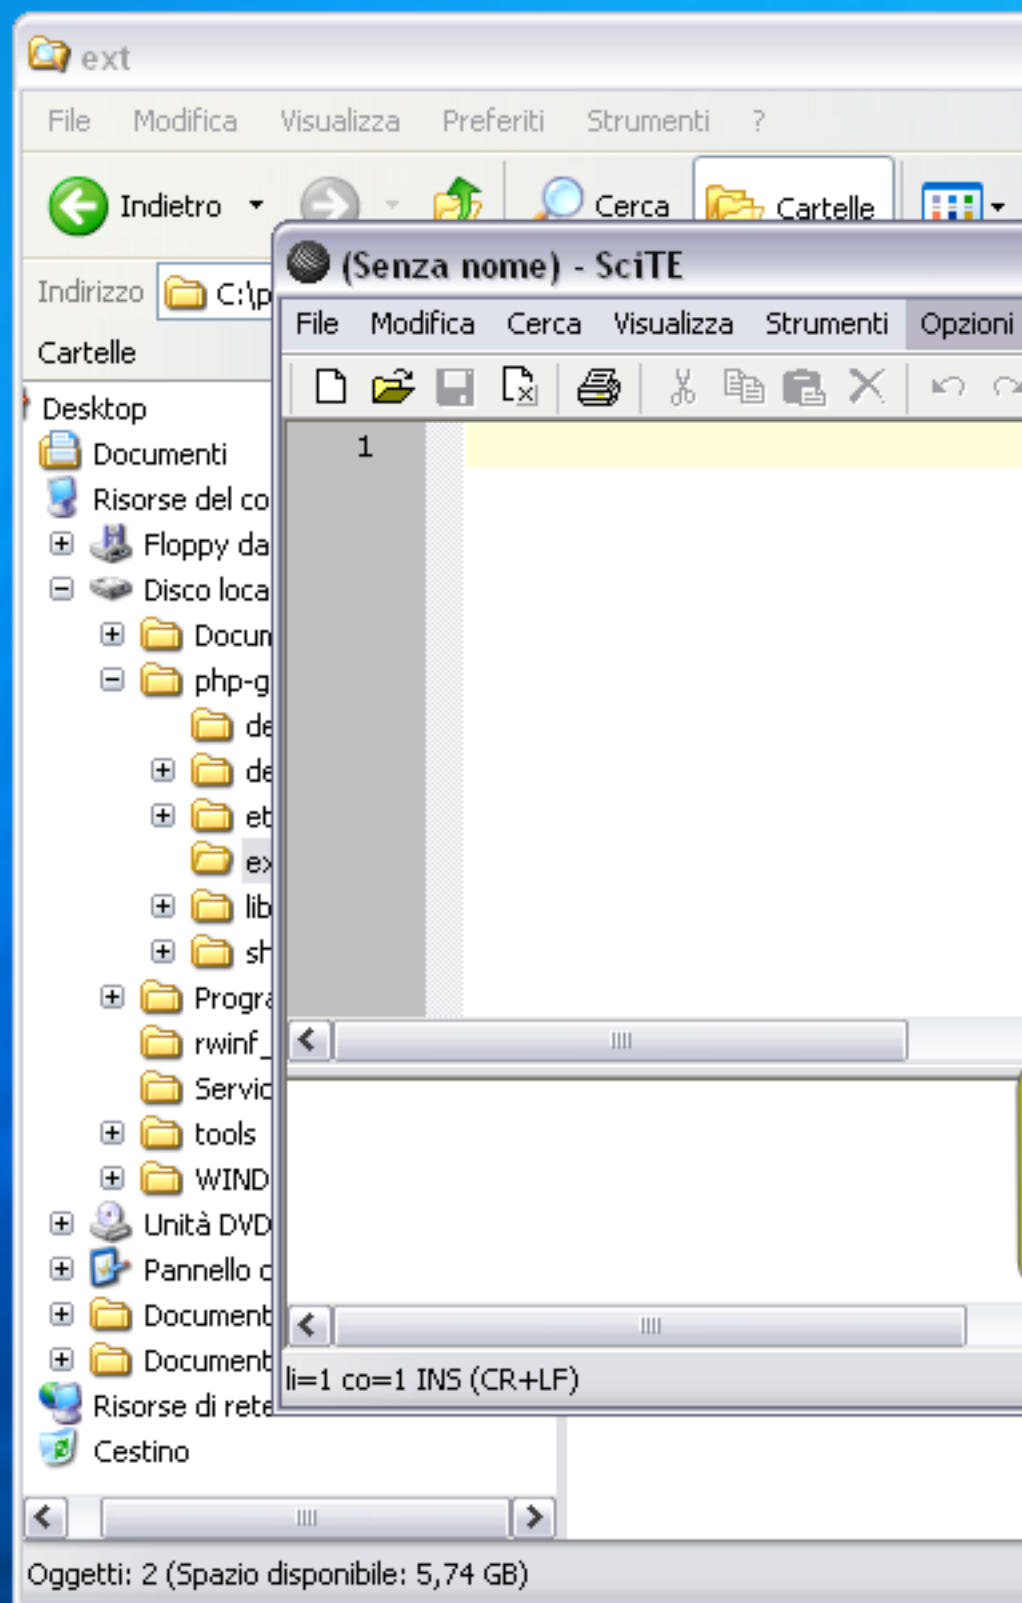 ext
File Modifica Visualizza Preferiti Strumenti ?
Indietro Cerca Cartelle
(Senza nome) - SciTE
Indirizzo C:\p
File Modifica Cerca Visualizza Strumenti Opzioni
Cartelle
Desktop
1
Documenti
Risorse del co
Floppy da
Disco loca
Docum
php-g
de
de
et
ex
lib
sh
Progra
rwinf_
Servic
tools
WIND
Unità DVD
Pannello c
Document
Document
li=1 co=1 INS (CR+LF)
Risorse di rete
Cestino
Oggetti: 2 (Spazio disponibile: 5,74 GB)